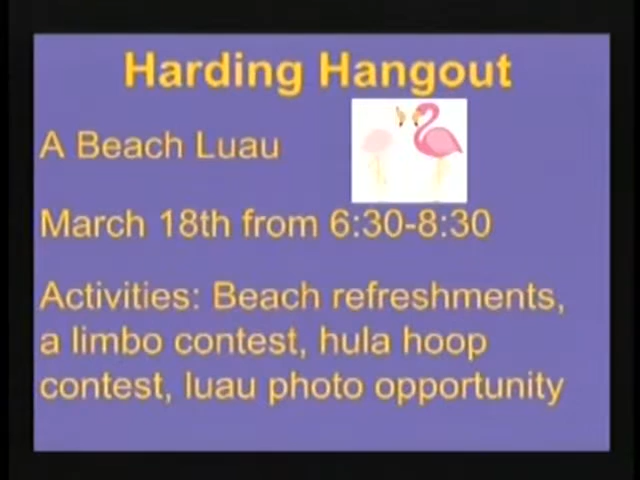 Harding Hangout
A Beach Luau
March 18th from 6:30-8:30
Activities: Beach refreshments,
a limbo contest, hula hoop
contest, luau photo opportunity